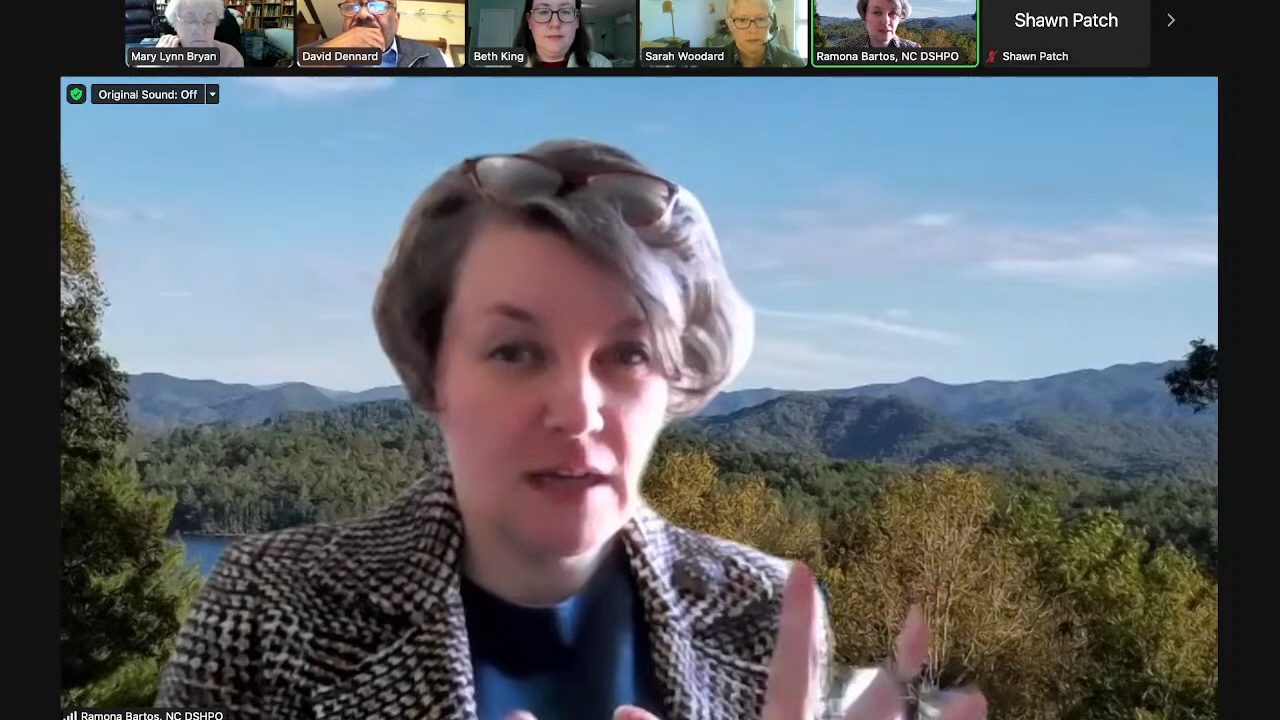 Mary Lynn Bryan
David Dennard
Beth King
Sarah Woodard
Ramona Bartos, NC DSHPO
Shawn Patch
Shawn Patch
Original Sound: Off
Ramona Bartos, NC DSHPO